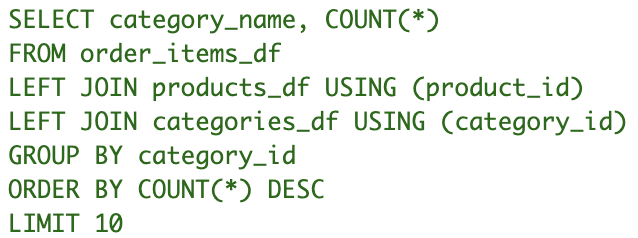 SELECT category_name, COUNT(*)
FROM order_items_df
LEFT JOIN products_df USING (product_id)
LEFT JOIN categories_df USING (category_id)
GROUP BY category_id
ORDER BY COUNT(*) DESC
LIMIT 10